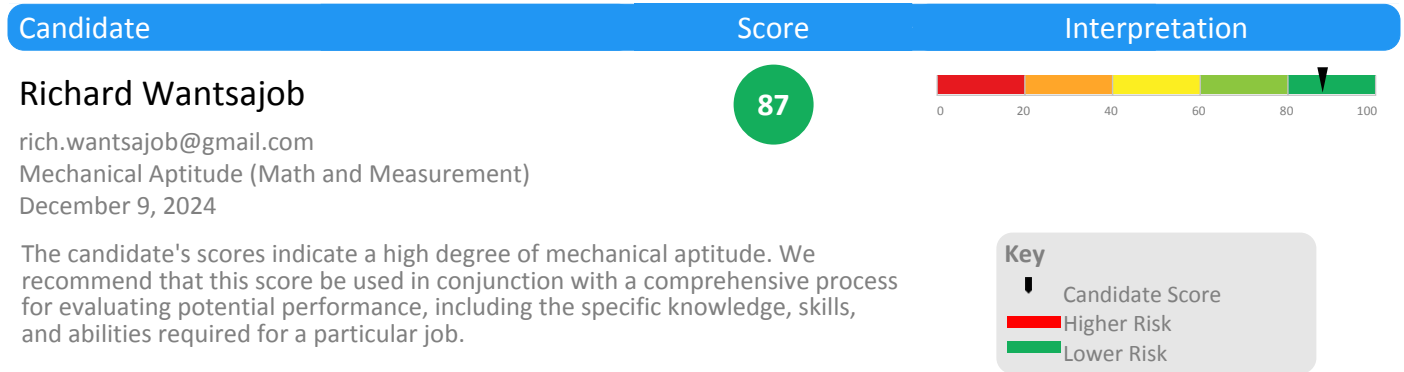 Candidate Score Interpretation
Richard Wantsajob
87
0 20 40 60 80 100
rich.wantsajob@gmail.com
Mechanical Aptitude (Math and Measurement)
December 9, 2024
The candidate's scores indicate a high degree of mechanical aptitude. We
recommend that this score be used in conjunction with a comprehensive process
for evaluating potential performance, including the specific knowledge, skills,
and abilities required for a particular job.
Key
Candidate Score
Higher Risk
Lower Risk